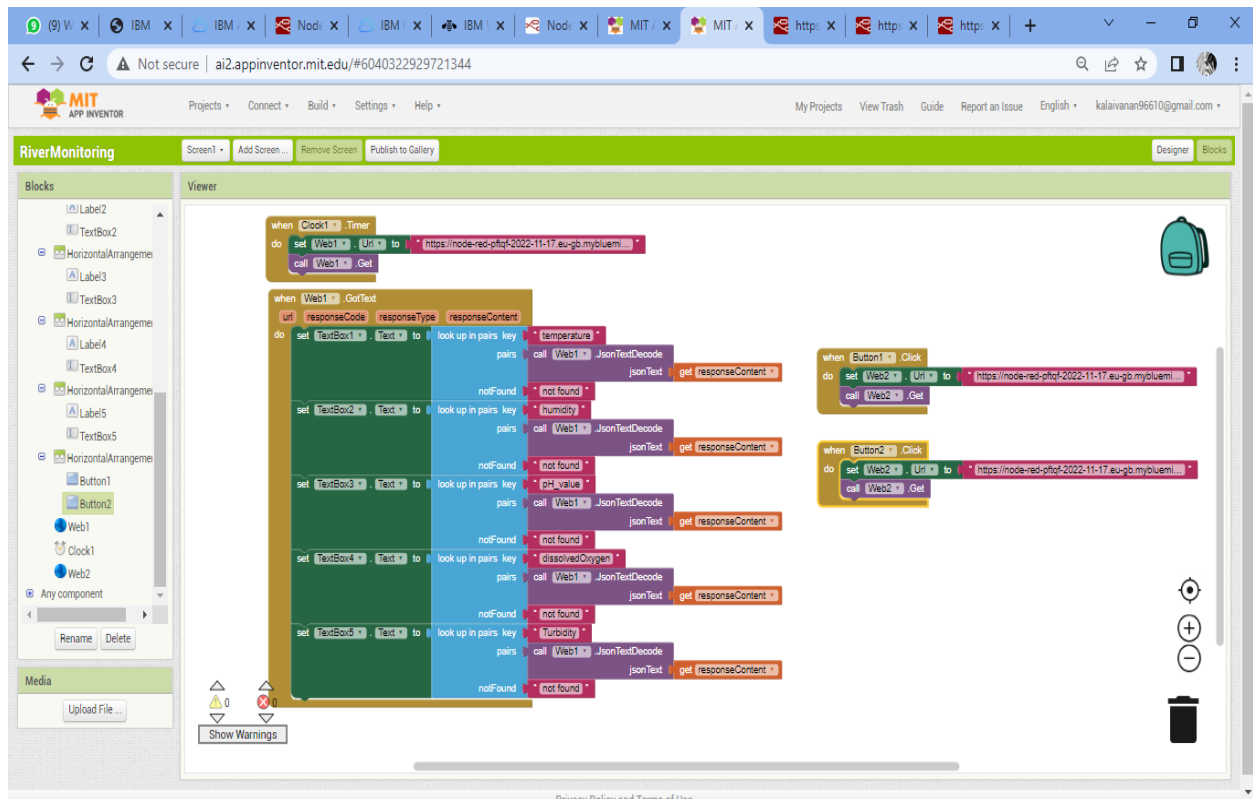 (9) W
IBM
IBM /
Node
IBM
IBM \
Node
MIT /
MIT /
https
https
https
Not secure | ai2.appinventor.mit.edu/#6040322929721344
MIT
APP INVENTOR
Projects Connect Build Settings Help
My Projects View Trash Guide Report an Issue English kalaivanan96610@gmail.com
RiverMonitoring
Screen1 Add Screen ... Remove Screen Publish to Gallery
Designer Blocks
Blocks
Label2
TextBox2
HorizontalArrangemen
Label3
TextBox3
HorizontalArrangemen
Label4
TextBox4
HorizontalArrangemen
Label5
TextBox5
HorizontalArrangemen
Button1
Button2
Web1
Clock1
Web2
Any component
Rename Delete
Media
Upload File ...
Viewer
when Clock1 .Timer
do set Web1 . Url to " https://node-red-pftqf-2022-11-17.eu-gb.mybluemi... "
call Web1 .Get
when Web1 .GotText
url responseCode responseType responseContent
do set TextBox1 . Text to look up in pairs key " temperature "
pairs call Web1 .JsonTextDecode
jsonText get responseContent
notFound " not found "
set TextBox2 . Text to look up in pairs key " humidity "
pairs call Web1 .JsonTextDecode
jsonText get responseContent
notFound " not found "
set TextBox3 . Text to look up in pairs key " pH_value "
pairs call Web1 .JsonTextDecode
jsonText get responseContent
notFound " not found "
set TextBox4 . Text to look up in pairs key " dissolvedOxygen "
pairs call Web1 .JsonTextDecode
jsonText get responseContent
notFound " not found "
set TextBox5 . Text to look up in pairs key " Turbidity "
pairs call Web1 .JsonTextDecode
jsonText get responseContent
notFound " not found "
when Button1 .Click
do set Web2 . Url to " https://node-red-pftqf-2022-11-17.eu-gb.mybluemi... "
call Web2 .Get
when Button2 .Click
do set Web2 . Url to " https://node-red-pftqf-2022-11-17.eu-gb.mybluemi... "
call Web2 .Get
0 0
Show Warnings
Privacy Policy and Terms of Use